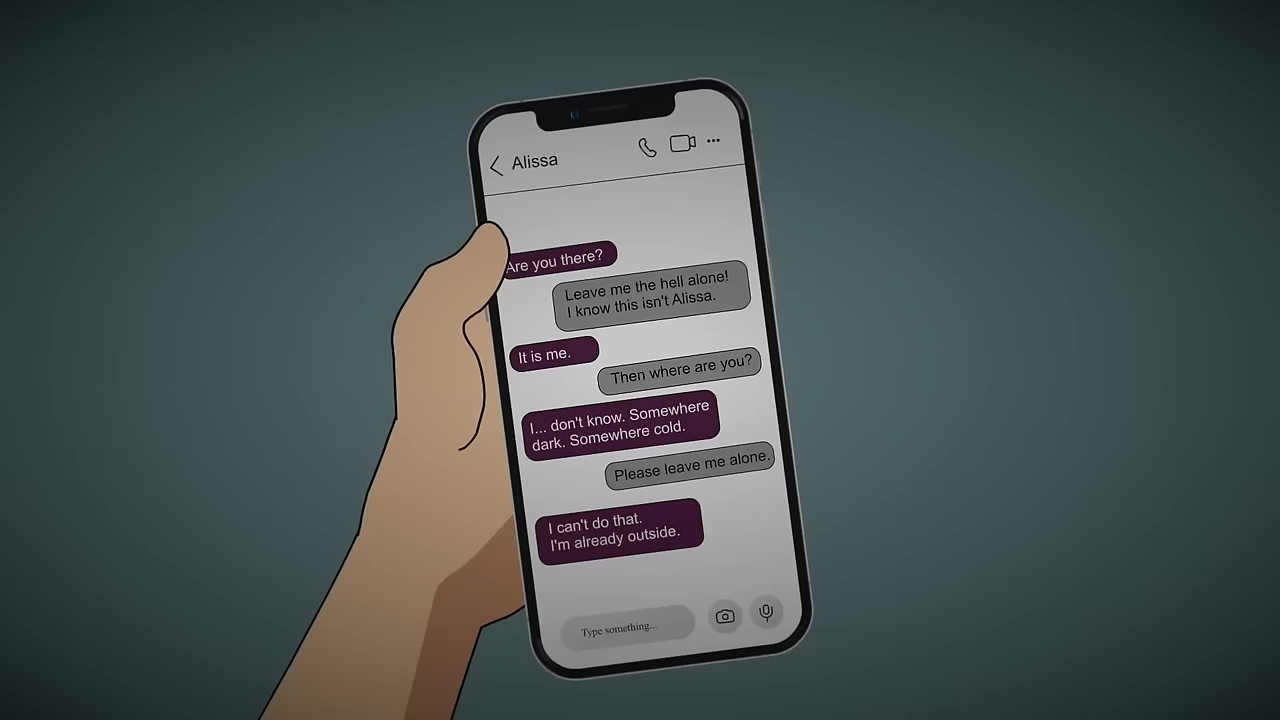 Alissa
Are you there?
Leave me the hell alone!
I know this isn't Alissa.
It is me.
Then where are you?
I... don't know. Somewhere
dark. Somewhere cold.
Please leave me alone.
I can't do that.
I'm already outside.
Type something...